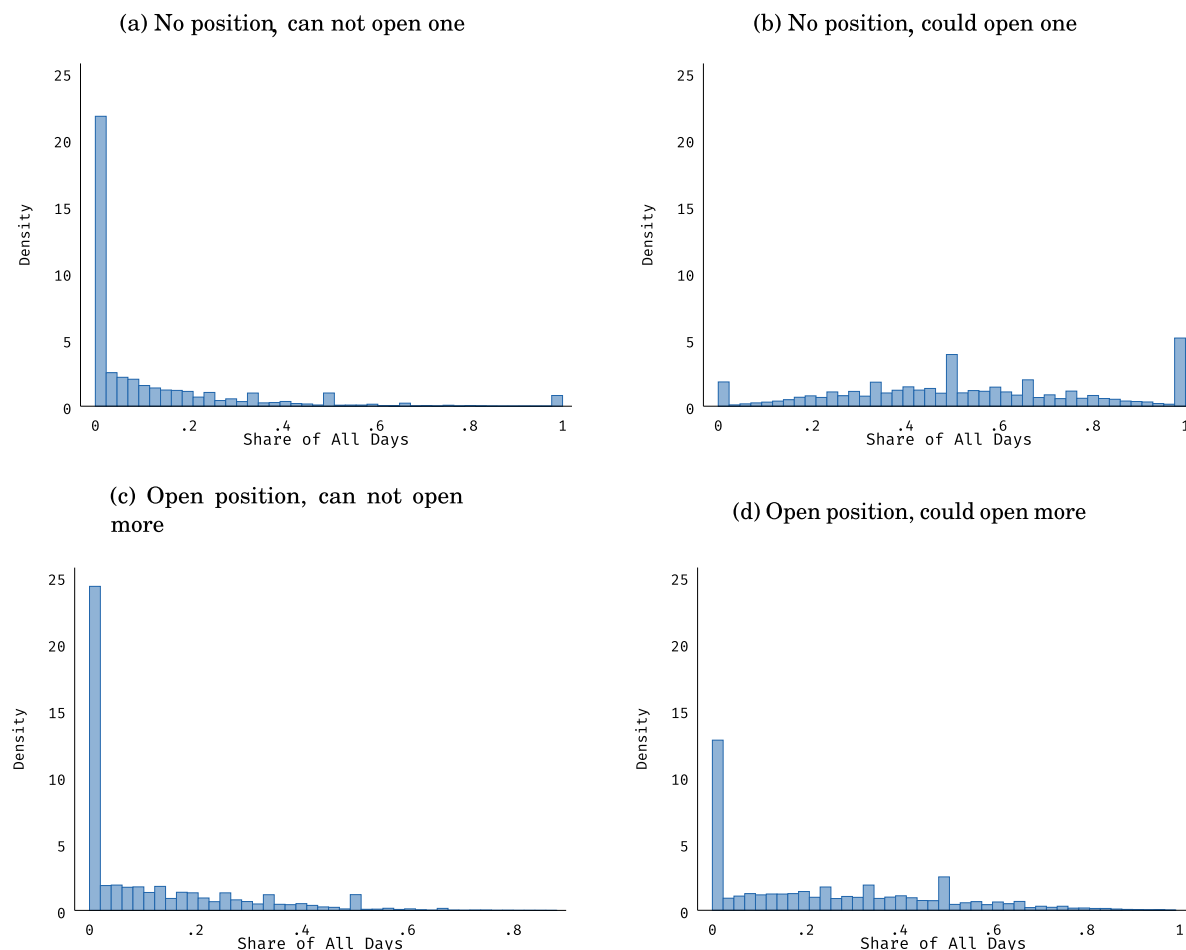 (a) No position, can not open one
25
20
15
10
5
0
Density
0 .2 .4 .6 .8 1
Share of All Days
(b) No position, could open one
25
20
15
10
5
0
Density
0 .2 .4 .6 .8 1
Share of All Days
(c) Open position, can not open
more
25
20
15
10
5
0
Density
0 .2 .4 .6 .8
Share of All Days
(d) Open position, could open more
25
20
15
10
5
0
Density
0 .2 .4 .6 .8 1
Share of All Days